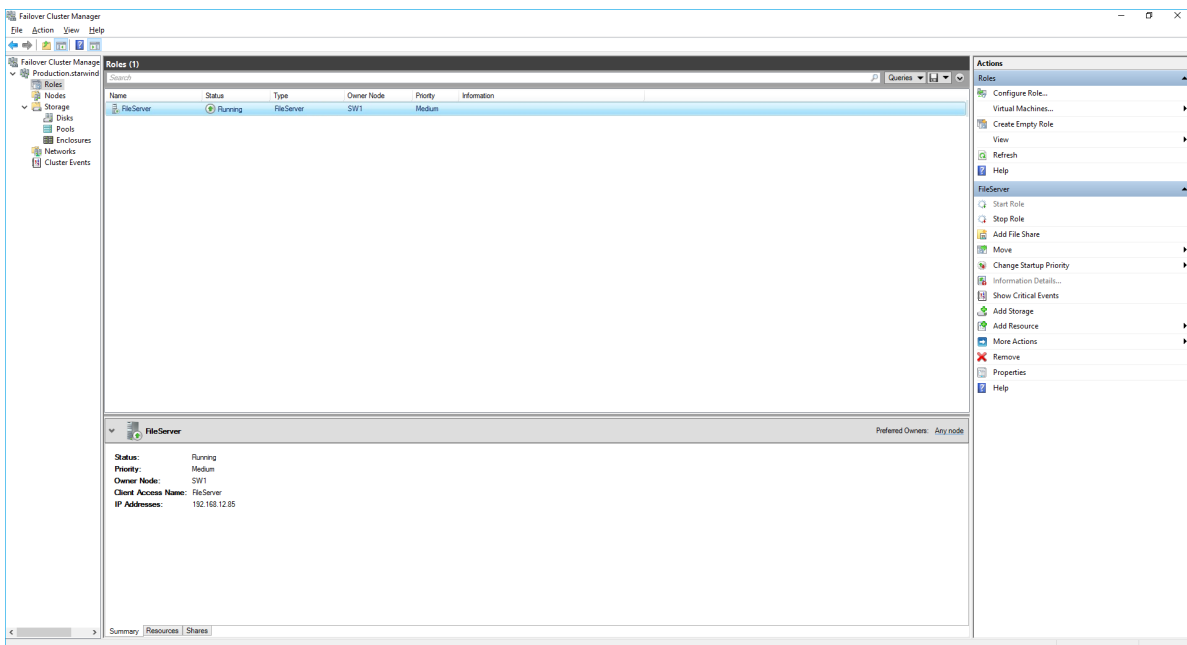 Failover Cluster Manager
File Action View Help
Failover Cluster Manage
Production.starwind
Roles
Nodes
Storage
Disks
Pools
Enclosures
Networks
Cluster Events
Roles (1)
Search
Queries
Name Status Type Owner Node Priority Information
FileServer Running FileServer SW1 Medium
FileServer
Preferred Owners: Any node
Status: Running
Priority: Medium
Owner Node: SW1
Client Access Name: FileServer
IP Addresses: 192.168.12.85
Summary Resources Shares
Actions
Roles
Configure Role...
Virtual Machines...
Create Empty Role
View
Refresh
Help
FileServer
Start Role
Stop Role
Add File Share
Move
Change Startup Priority
Information Details...
Show Critical Events
Add Storage
Add Resource
More Actions
Remove
Properties
Help